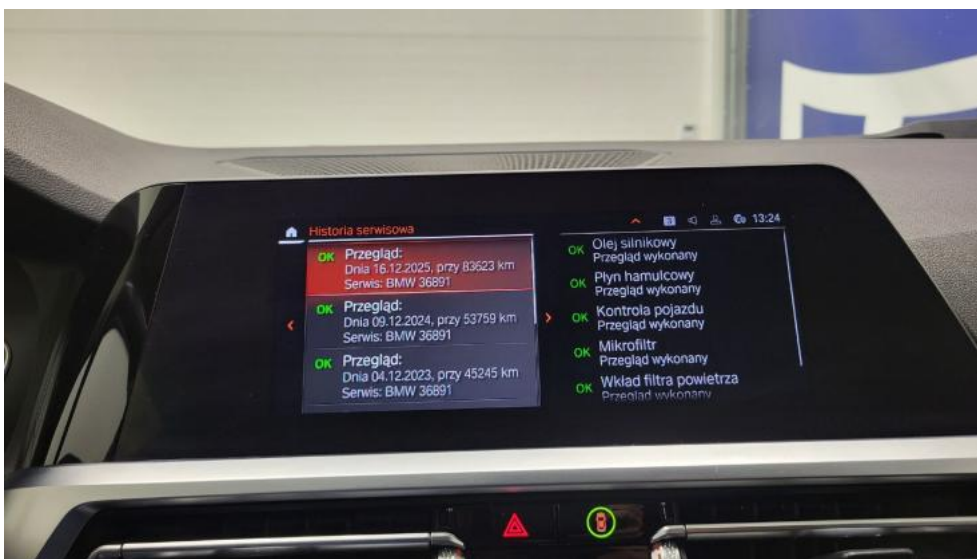 Historia serwisowa
13:24
OK Przegląd:
Dnia 16.12.2025, przy 83623 km
Serwis: BMW 36891
OK Przegląd:
Dnia 09.12.2024, przy 53759 km
Serwis: BMW 36891
OK Przegląd:
Dnia 04.12.2023, przy 45245 km
Serwis: BMW 36891
OK Olej silnikowy
Przegląd wykonany
OK Płyn hamulcowy
Przegląd wykonany
OK Kontrola pojazdu
Przegląd wykonany
OK Mikrofiltr
Przegląd wykonany
OK Wkład filtra powietrza
Przegląd wykonany